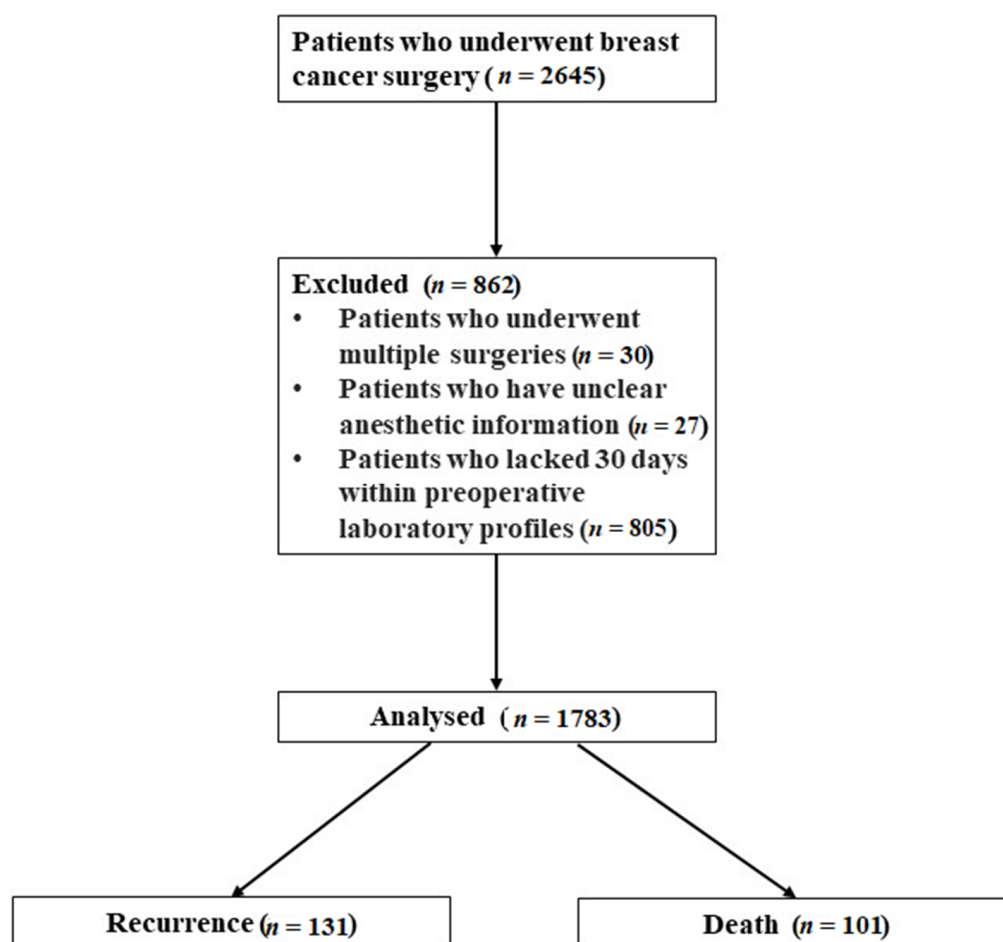 Patients who underwent breast
cancer surgery ( n = 2645)
Excluded (n = 862)
• Patients who underwent
multiple surgeries (n = 30)
• Patients who have unclear
anesthetic information (n = 27)
• Patients who lacked 30 days
within preoperative
laboratory profiles (n = 805)
Analysed ( n = 1783)
Recurrence (n = 131)
Death (n = 101)